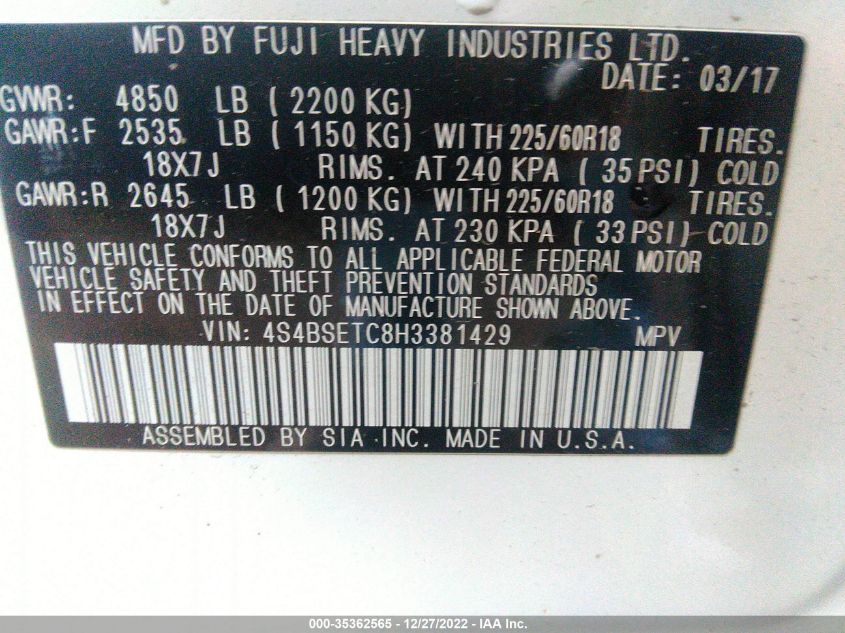 MFD BY FUJI HEAVY INDUSTRIES LTD.
DATE: 03/17
GVWR: 4850 LB ( 2200 KG)
GAWR:F 2535 LB ( 1150 KG) WITH 225/60R18 TIRES.
18X7J RIMS. AT 240 KPA ( 35 PSI) COLD
GAWR:R 2645 LB ( 1200 KG) WITH 225/60R18 TIRES.
18X7J RIMS. AT 230 KPA ( 33 PSI) COLD
THIS VEHICLE CONFORMS TO ALL APPLICABLE FEDERAL MOTOR
VEHICLE SAFETY AND THEFT PREVENTION STANDARDS
IN EFFECT ON THE DATE OF MANUFACTURE SHOWN ABOVE.
VIN: 4S4BSETC8H3381429 MPV
ASSEMBLED BY SIA INC. MADE IN U.S.A.
000-35362565 - 12/27/2022 - IAA Inc.